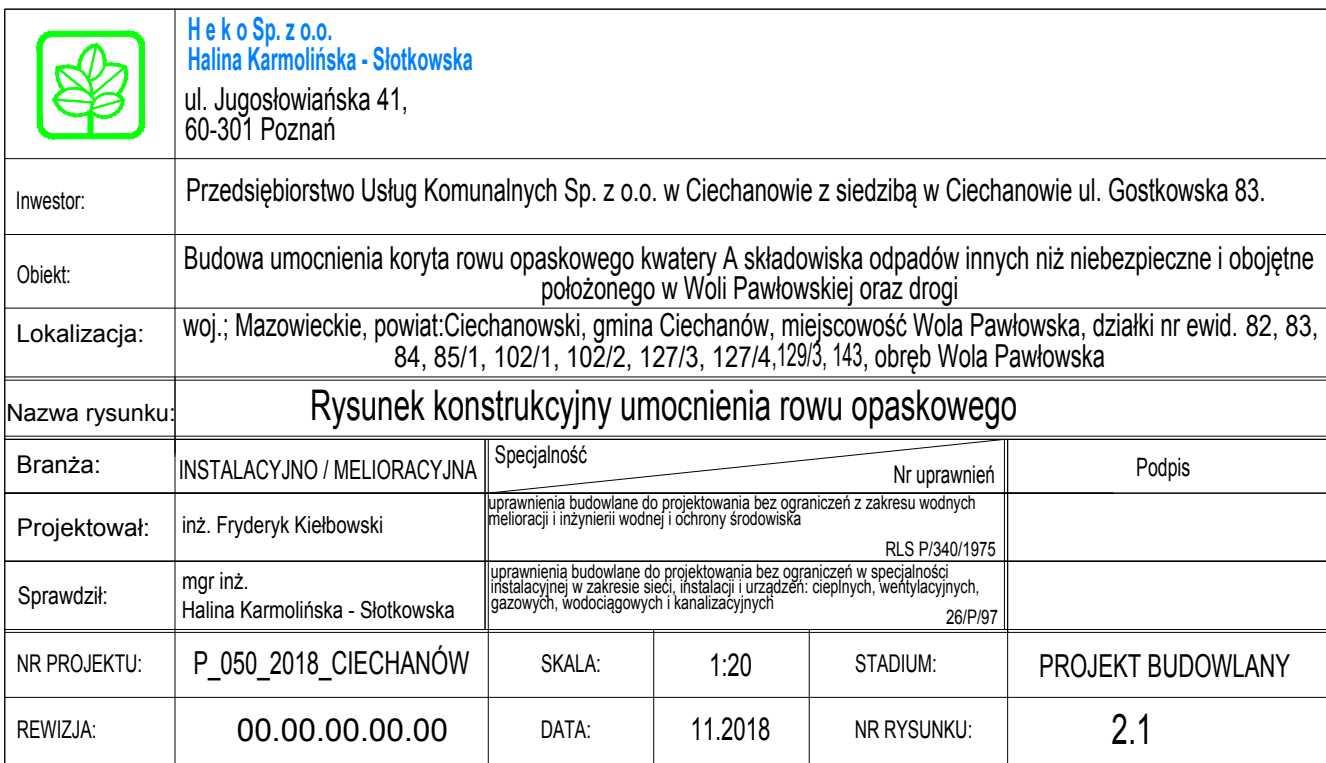 H e k o Sp. z o.o.
Halina Karmolińska - Słotkowska
ul. Jugosłowiańska 41,
60-301 Poznań
Inwestor:
Przedsiębiorstwo Usług Komunalnych Sp. z o.o. w Ciechanowie z siedzibą w Ciechanowie ul. Gostkowska 83.
Obiekt:
Budowa umocnienia koryta rowu opaskowego kwatery A składowiska odpadów innych niż niebezpieczne i obojętne
położonego w Woli Pawłowskiej oraz drogi
Lokalizacja:
woj.; Mazowieckie, powiat:Ciechanowski, gmina Ciechanów, miejscowość Wola Pawłowska, działki nr ewid. 82, 83,
84, 85/1, 102/1, 102/2, 127/3, 127/4,129/3, 143, obręb Wola Pawłowska
Nazwa rysunku:
Rysunek konstrukcyjny umocnienia rowu opaskowego
Branża:
INSTALACYJNO / MELIORACYJNA
Specjalność
Nr uprawnień
Podpis
Projektował:
inż. Fryderyk Kiełbowski
uprawnienia budowlane do projektowania bez ograniczeń z zakresu wodnych
melioracji i inżynierii wodnej i ochrony środowiska
RLS P/340/1975
Sprawdził:
mgr inż.
Halina Karmolińska - Słotkowska
uprawnienia budowlane do projektowania bez ograniczeń w specjalności
instalacyjnej w zakresie sieci, instalacji i urządzeń: cieplnych, wentylacyjnych,
gazowych, wodociągowych i kanalizacyjnych
26/P/97
NR PROJEKTU:
P_050_2018_CIECHANÓW
SKALA:
1:20
STADIUM:
PROJEKT BUDOWLANY
REWIZJA:
00.00.00.00.00
DATA:
11.2018
NR RYSUNKU:
2.1